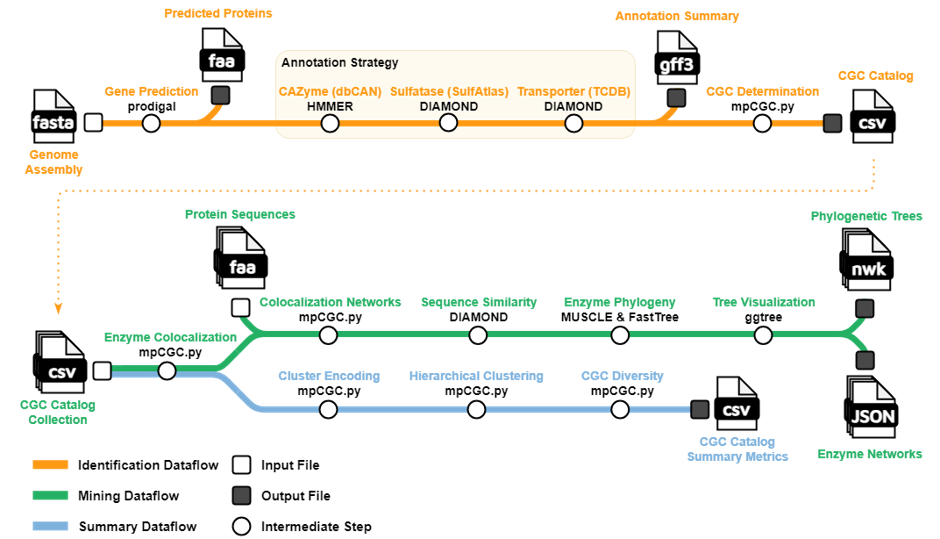 Predicted Proteins
faa
Annotation Summary
gff3
Annotation Strategy
CGC Catalog
csv
Gene Prediction
prodigal
CAZyme (dbCAN)
HMMER
Sulfatase (SulfAtlas)
DIAMOND
Transporter (TCDB)
DIAMOND
CGC Determination
mpCGC.py
fasta
Genome
Assembly
Protein Sequences
faa
Phylogenetic Trees
nwk
Colocalization Networks
mpCGC.py
Sequence Similarity
DIAMOND
Enzyme Phylogeny
MUSCLE & FastTree
Tree Visualization
ggtree
Enzyme Colocalization
mpCGC.py
csv
CGC Catalog
Collection
Cluster Encoding
mpCGC.py
Hierarchical Clustering
mpCGC.py
CGC Diversity
mpCGC.py
csv
CGC Catalog
Summary Metrics
JSON
Enzyme Networks
Identification Dataflow
Input File
Mining Dataflow
Output File
Summary Dataflow
Intermediate Step